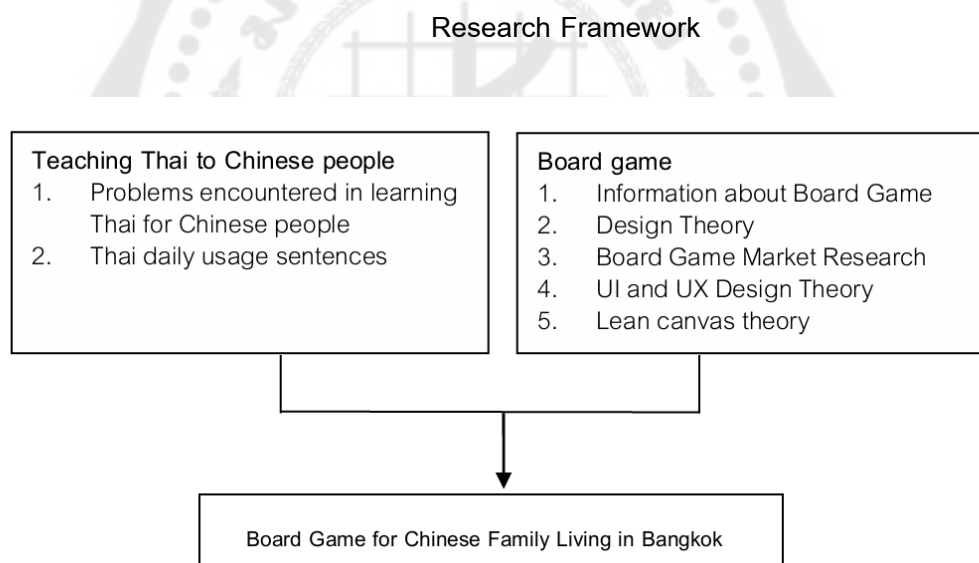 Research Framework
Teaching Thai to Chinese people
1. Problems encountered in learning
Thai for Chinese people
2. Thai daily usage sentences
Board game
1. Information about Board Game
2. Design Theory
3. Board Game Market Research
4. UI and UX Design Theory
5. Lean canvas theory
Board Game for Chinese Family Living in Bangkok